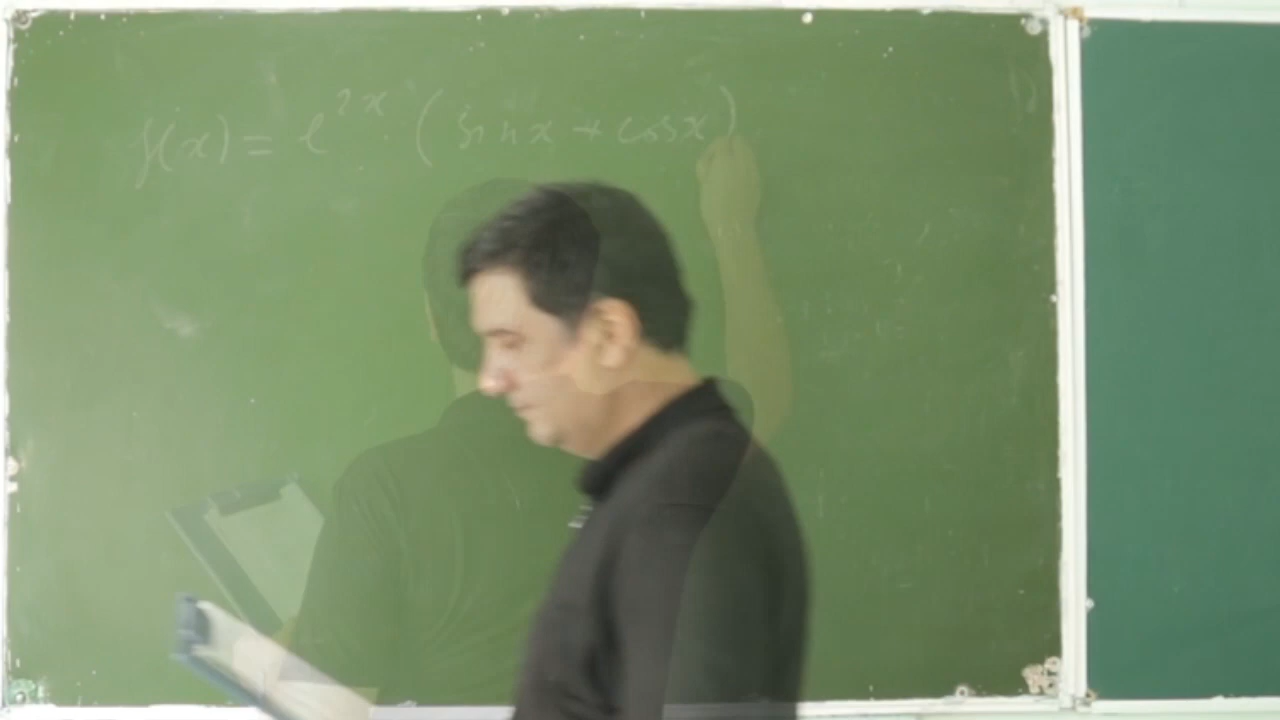 f(x) = e^{2x} · (sin x + cos x)